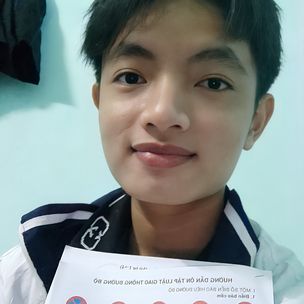 HƯỚNG DẪN ÔN TẬP LUẬT GIAO THÔNG ĐƯỜNG BỘ
I. MỘT SỐ BIỂN BÁO HIỆU ĐƯỜNG BỘ
1. Biển báo cấm